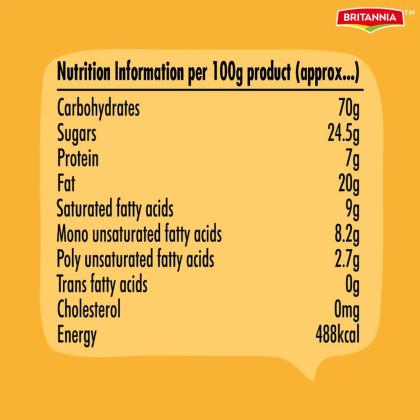 BRITANNIA TM
Nutrition Information per 100g product (approx...)
Carbohydrates 70g
Sugars 24.5g
Protein 7g
Fat 20g
Saturated fatty acids 9g
Mono unsaturated fatty acids 8.2g
Poly unsaturated fatty acids 2.7g
Trans fatty acids 0g
Cholesterol 0mg
Energy 488kcal